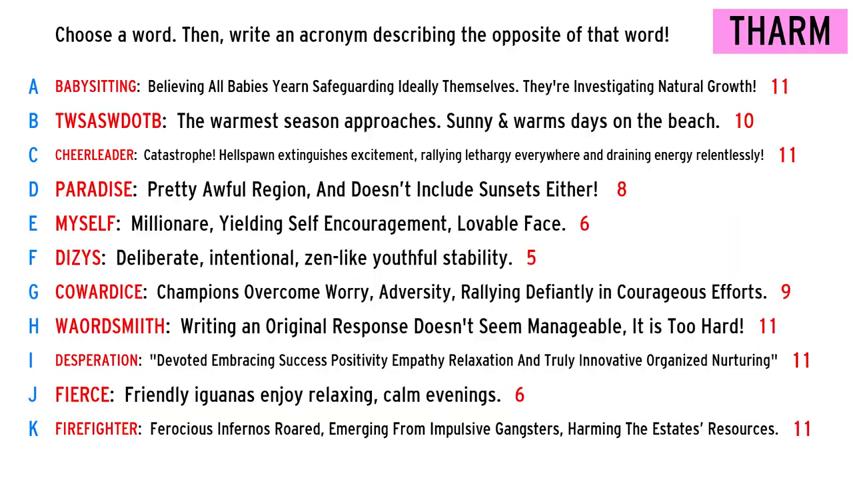 Choose a word. Then, write an acronym describing the opposite of that word!
THARM
A BABYSITTING: Believing All Babies Yearn Safeguarding Ideally Themselves. They're Investigating Natural Growth! 11
B TWSASWDOTB: The warmest season approaches. Sunny & warms days on the beach. 10
C CHEERLEADER: Catastrophe! Hellspawn extinguishes excitement, rallying lethargy everywhere and draining energy relentlessly! 11
D PARADISE: Pretty Awful Region, And Doesn't Include Sunsets Either! 8
E MYSELF: Millionare, Yielding Self Encouragement, Lovable Face. 6
F DIZYS: Deliberate, intentional, zen-like youthful stability. 5
G COWARDICE: Champions Overcome Worry, Adversity, Rallying Defiantly in Courageous Efforts. 9
H WAORDSMIITH: Writing an Original Response Doesn't Seem Manageable, It is Too Hard! 11
I DESPERATION: "Devoted Embracing Success Positivity Empathy Relaxation And Truly Innovative Organized Nurturing" 11
J FIERCE: Friendly iguanas enjoy relaxing, calm evenings. 6
K FIREFIGHTER: Ferocious Infernos Roared, Emerging From Impulsive Gangsters, Harming The Estates' Resources. 11